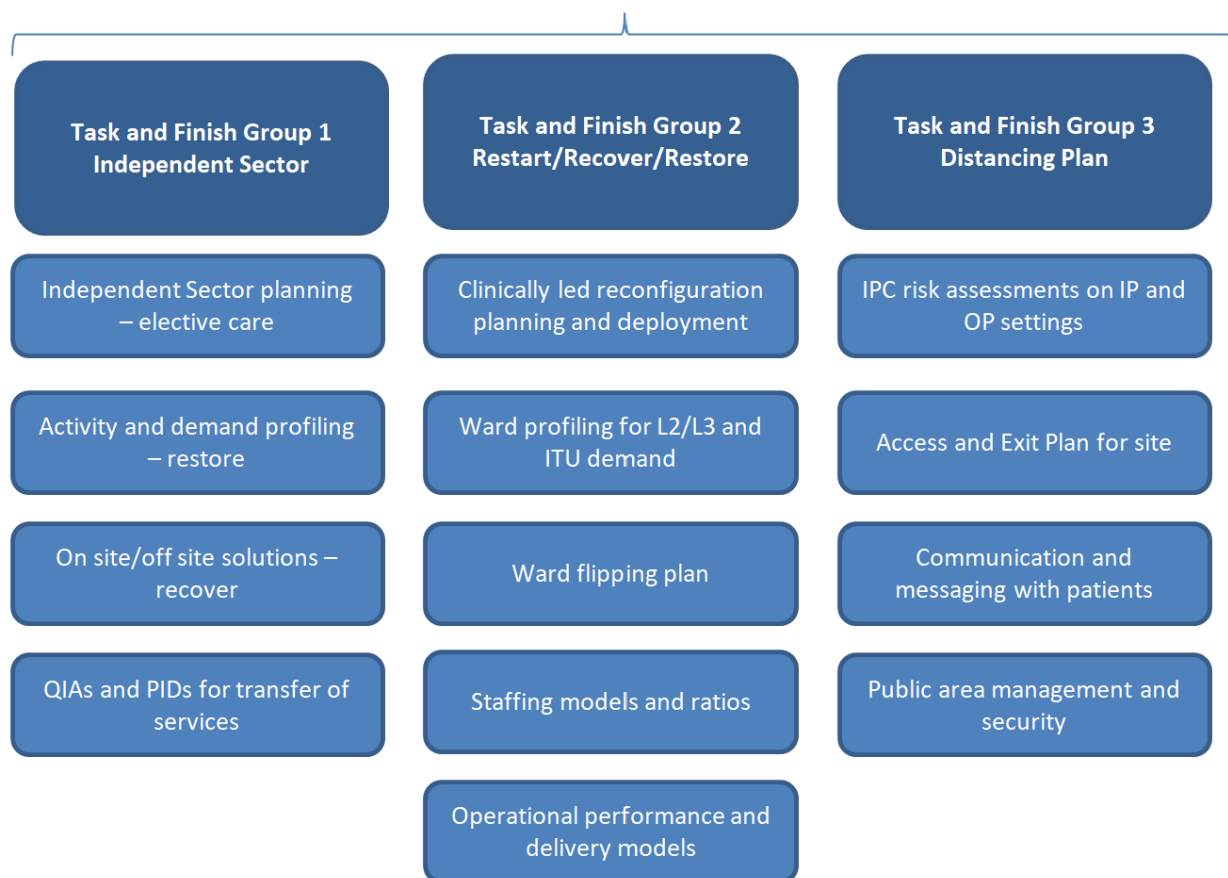 Task and Finish Group 1
Independent Sector
Independent Sector planning
– elective care
Activity and demand profiling
– restore
On site/off site solutions –
recover
QIAs and PIDs for transfer of
services
Task and Finish Group 2
Restart/Recover/Restore
Clinically led reconfiguration
planning and deployment
Ward profiling for L2/L3 and
ITU demand
Ward flipping plan
Staffing models and ratios
Operational performance and
delivery models
Task and Finish Group 3
Distancing Plan
IPC risk assessments on IP and
OP settings
Access and Exit Plan for site
Communication and
messaging with patients
Public area management and
security